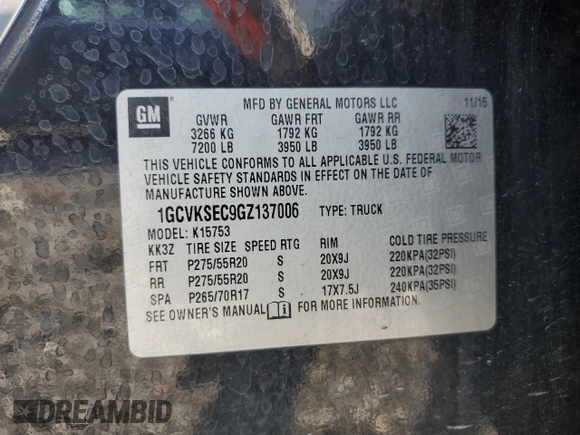 GM
MFD BY GENERAL MOTORS LLC 11/15
GVWR GAWR FRT GAWR RR
3266 KG 1792 KG 1792 KG
7200 LB 3950 LB 3950 LB
THIS VEHICLE CONFORMS TO ALL APPLICABLE U.S. FEDERAL MOTOR
VEHICLE SAFETY STANDARDS IN EFFECT ON THE DATE OF
MANUFACTURE SHOWN ABOVE.
1GCVKSEC9GZ137006 TYPE: TRUCK
MODEL: K15753
KK3Z TIRE SIZE SPEED RTG RIM COLD TIRE PRESSURE
FRT P275/55R20 S 20X9J 220KPA(32PSI)
RR P275/55R20 S 20X9J 220KPA(32PSI)
SPA P265/70R17 S 17X7.5J 240KPA(35PSI)
SEE OWNER'S MANUAL i FOR MORE INFORMATION.
DREAMBID